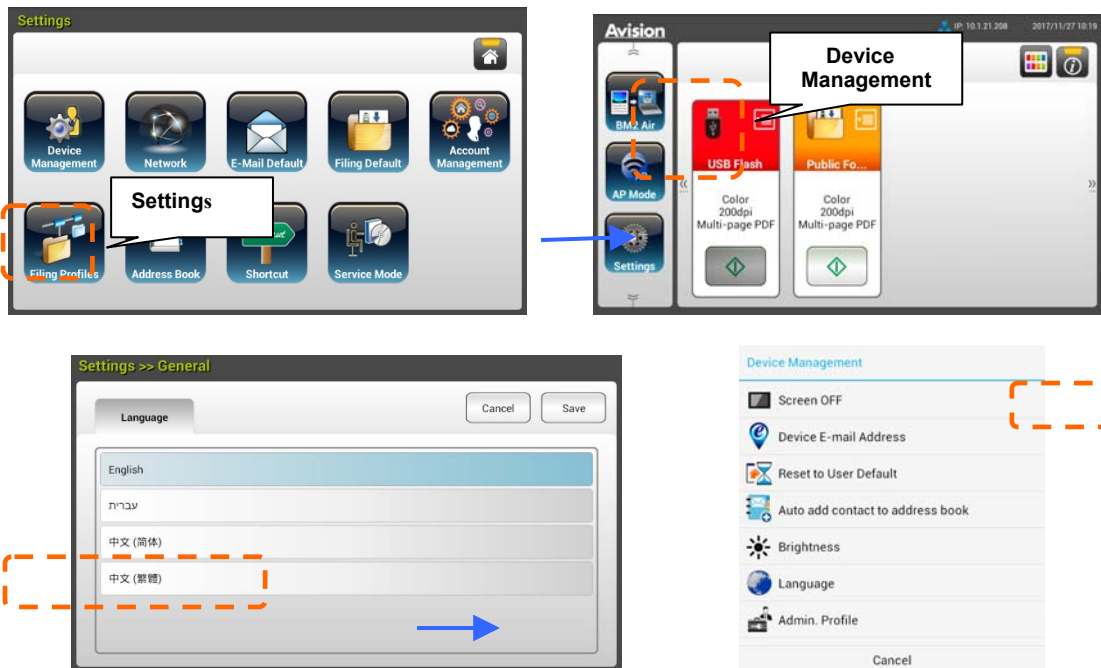 Settings
Device
Management
Network
E-Mail Default
Filing Default
Account
Management
Settings
Filing Profiles
Address Book
Shortcut
Service Mode
Avision
IP: 10.1.21.208
2017/11/27 10:19
Device
Management
BM2 Air
AP Mode
Settings
USB Flash
Color
200dpi
Multi-page PDF
Public Fo...
Color
200dpi
Multi-page PDF
Settings >> General
Language
Cancel
Save
English
עברית
中文 (简体)
中文 (繁體)
Device Management
Screen OFF
Device E-mail Address
Reset to User Default
Auto add contact to address book
Brightness
Language
Admin. Profile
Cancel